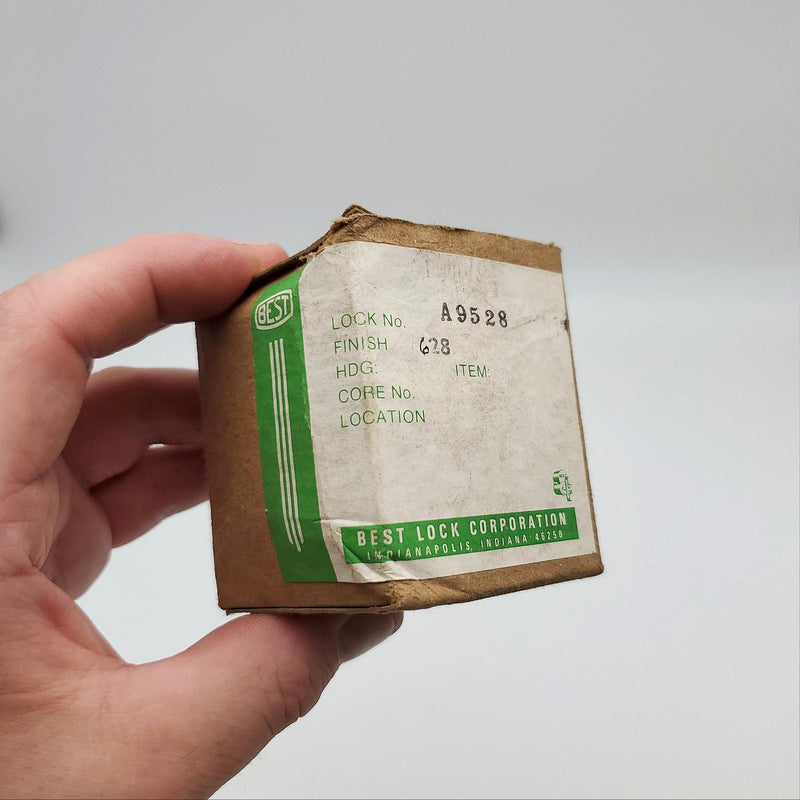 BEST
LOCK No. A9528
FINISH 628
HDG: ITEM:
CORE No.
LOCATION
BEST LOCK CORPORATION
INDIANAPOLIS, INDIANA 46250